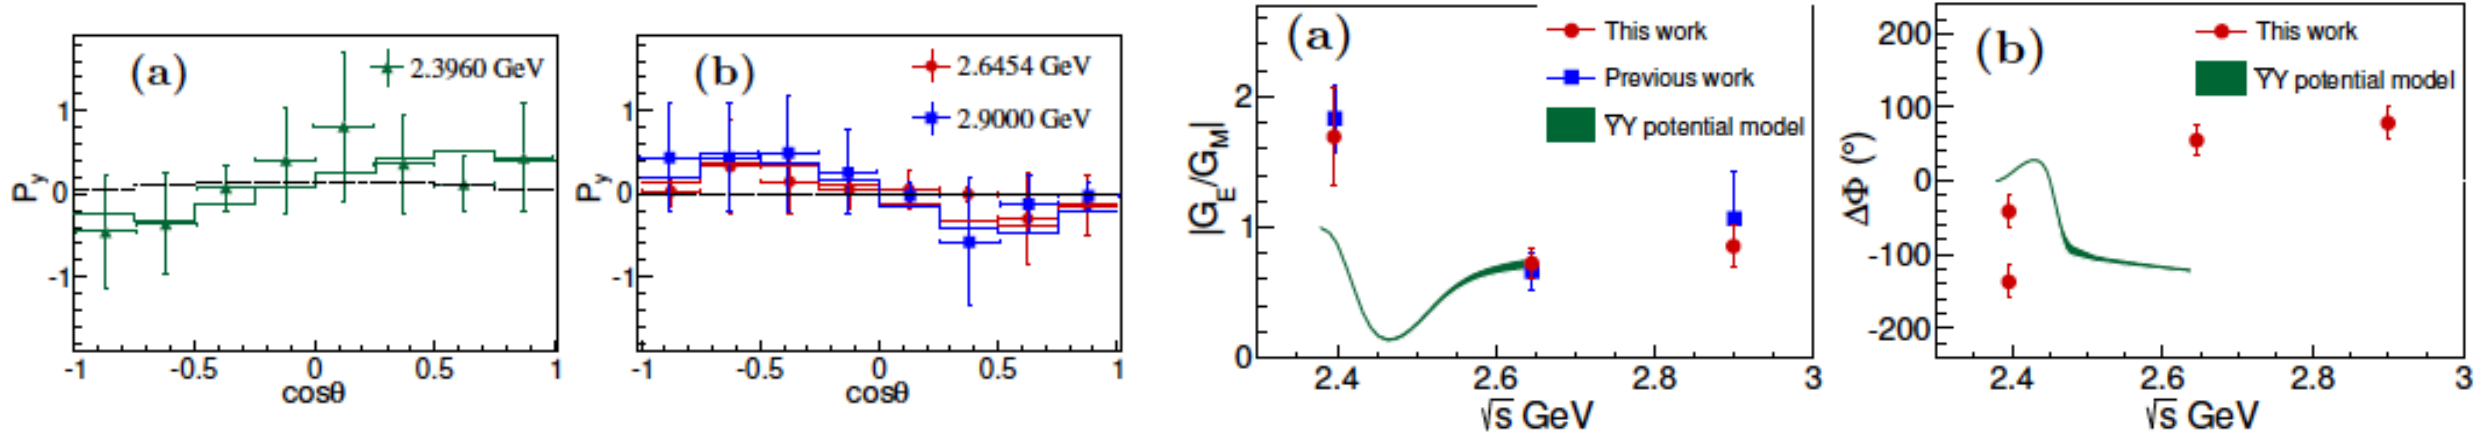 (a)
2.3960 GeV
1
0
-1
P_y
-1
-0.5
0
0.5
1
cosθ
(b)
2.6454 GeV
2.9000 GeV
1
0
-1
P_y
-1
-0.5
0
0.5
1
cosθ
(a)
This work
Previous work
Y̅Y potential model
2
1
0
|G_E/G_M|
2.4
2.6
2.8
3
√s GeV
(b)
This work
Y̅Y potential model
200
100
0
-100
-200
ΔΦ (°)
2.4
2.6
2.8
3
√s GeV